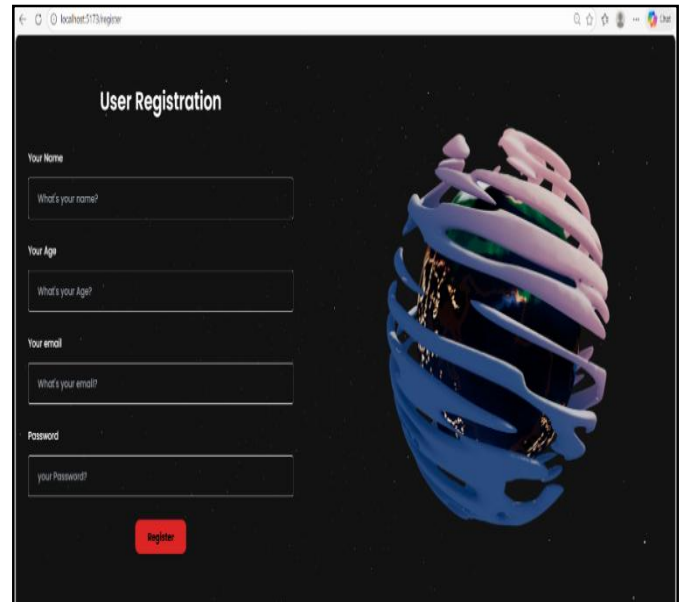 localhost:5173/register
Chat
User Registration
Your Name
What's your name?
Your Age
What's your Age?
Your email
What's your email?
Password
your Password?
Register